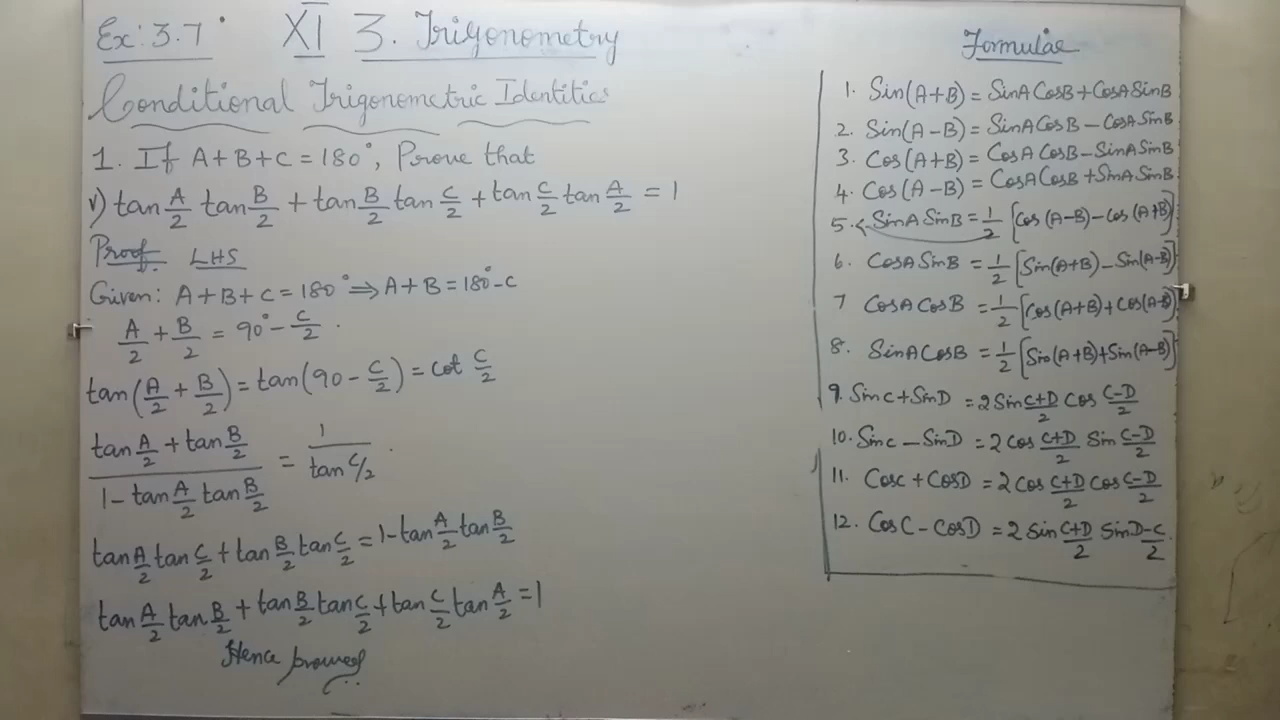 Ex: 3.7 XI 3. Trigonometry
Conditional Trigonometric Identities
1. If A+B+C = 180°, Prove that
v) tan A/2 tan B/2 + tan B/2 tan C/2 + tan C/2 tan A/2 = 1
Proof. LHS
Given: A+B+C = 180° ⇒ A+B = 180°-C
A/2 + B/2 = 90° - C/2 .
tan(A/2 + B/2) = tan(90 - C/2) = cot C/2
(tan A/2 + tan B/2)/(1 - tan A/2 tan B/2) = 1/(tan C/2) .
tan A/2 tan C/2 + tan B/2 tan C/2 = 1 - tan A/2 tan B/2
tan A/2 tan B/2 + tan B/2 tan C/2 + tan C/2 tan A/2 = 1
Hence proved
Formulae
1. Sin(A+B) = SinA CosB + CosA SinB
2. Sin(A-B) = SinA CosB - CosA SinB
3. Cos(A+B) = CosA CosB - SinA SinB
4. Cos(A-B) = CosA CosB + SinA SinB
5. SinA SinB = 1/2 [Cos(A-B) - Cos(A+B)]
6. CosA SinB = 1/2 [Sin(A+B) - Sin(A-B)]
7 CosA CosB = 1/2 [Cos(A+B) + Cos(A-B)]
8. SinA CosB = 1/2 [Sin(A+B) + Sin(A-B)]
9. Sin C + Sin D = 2 Sin C+D/2 Cos C-D/2
10. Sin C - Sin D = 2 Cos C+D/2 Sin C-D/2
11. Cos C + Cos D = 2 Cos C+D/2 Cos C-D/2
12. Cos C - Cos D = 2 Sin C+D/2 Sin D-C/2 .